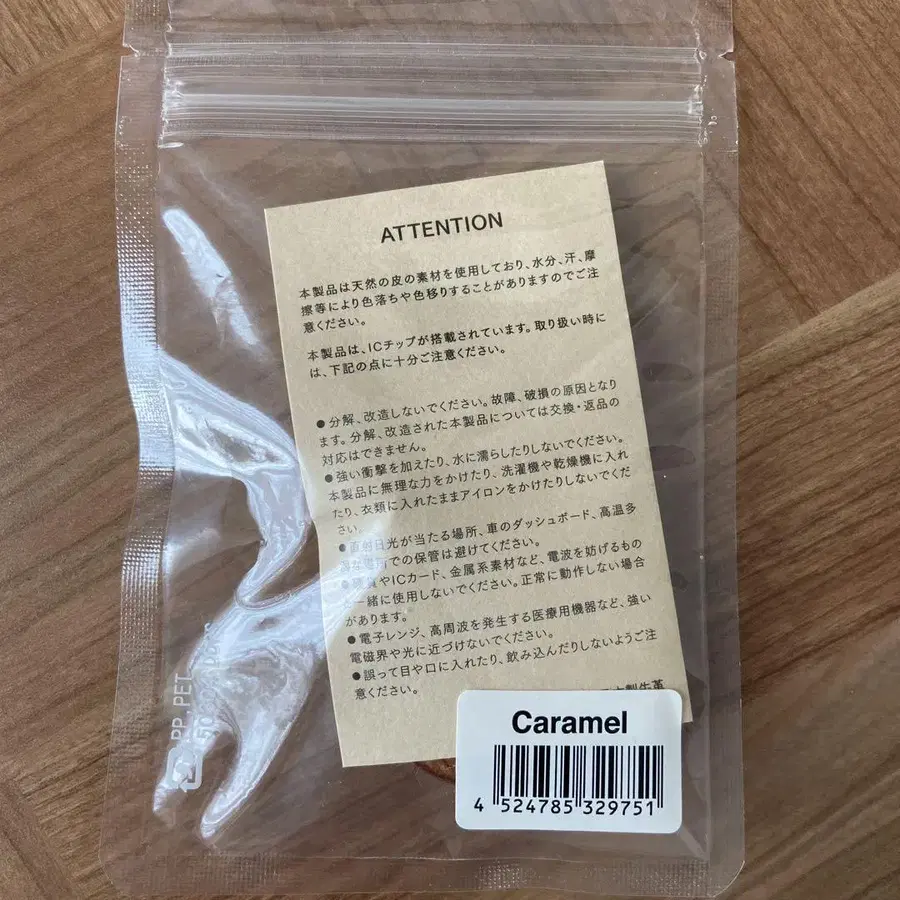 ATTENTION
本製品は天然の皮の素材を使用しており、水分、汗、摩
擦等により色落ちや色移りすることがありますのでご注
意ください。
本製品は、ICチップが搭載されています。取り扱い時に
は、下記の点に十分ご注意ください。
●分解、改造しないでください。故障、破損の原因となり
ます。分解、改造された本製品については交換・返品の
対応はできません。
●強い衝撃を加えたり、水に濡らしたりしないでください。
本製品に無理な力をかけたり、洗濯機や乾燥機に入れ
たり、衣類に入れたままアイロンをかけたりしないでくだ
さい。
●直射日光が当たる場所、車のダッシュボード、高温多
での保管は避けてください。
やICカード、金属系素材など、電波を妨げるもの
と一緒に使用しないでください。正常に動作しない場合
があります。
●電子レンジ、高周波を発生する医療用機器など、強い
電磁界や光に近づけないでください。
●誤って目や口に入れたり、飲み込んだりしないようご注
意ください。
製牛革
Caramel
4 524785 329751
PP, PET